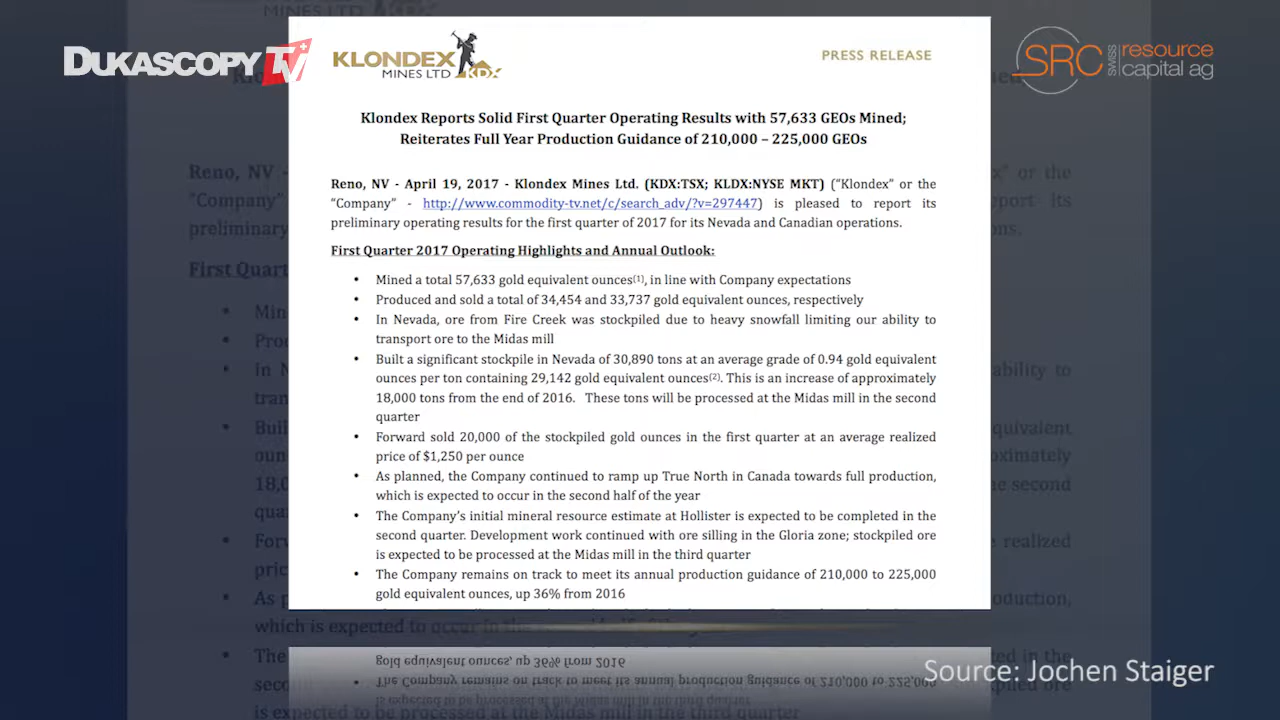 DUKASCOPY TV
KLONDEX
MINES LTD
KDX
PRESS RELEASE
SRC swiss resource capital ag
Klondex Reports Solid First Quarter Operating Results with 57,633 GEOs Mined;
Reiterates Full Year Production Guidance of 210,000 – 225,000 GEOs
Reno, NV - April 19, 2017 - Klondex Mines Ltd. (KDX:TSX; KLDX:NYSE MKT) (“Klondex” or the
“Company” - http://www.commodity-tv.net/c/search_adv/?v=297447) is pleased to report its
preliminary operating results for the first quarter of 2017 for its Nevada and Canadian operations.
First Quarter 2017 Operating Highlights and Annual Outlook:
• Mined a total 57,633 gold equivalent ounces(1), in line with Company expectations
• Produced and sold a total of 34,454 and 33,737 gold equivalent ounces, respectively
• In Nevada, ore from Fire Creek was stockpiled due to heavy snowfall limiting our ability to
transport ore to the Midas mill
• Built a significant stockpile in Nevada of 30,890 tons at an average grade of 0.94 gold equivalent
ounces per ton containing 29,142 gold equivalent ounces(2). This is an increase of approximately
18,000 tons from the end of 2016. These tons will be processed at the Midas mill in the second
quarter
• Forward sold 20,000 of the stockpiled gold ounces in the first quarter at an average realized
price of $1,250 per ounce
• As planned, the Company continued to ramp up True North in Canada towards full production,
which is expected to occur in the second half of the year
• The Company’s initial mineral resource estimate at Hollister is expected to be completed in the
second quarter. Development work continued with ore silling in the Gloria zone; stockpiled ore
is expected to be processed at the Midas mill in the third quarter
• The Company remains on track to meet its annual production guidance of 210,000 to 225,000
gold equivalent ounces, up 36% from 2016
Source: Jochen Staiger